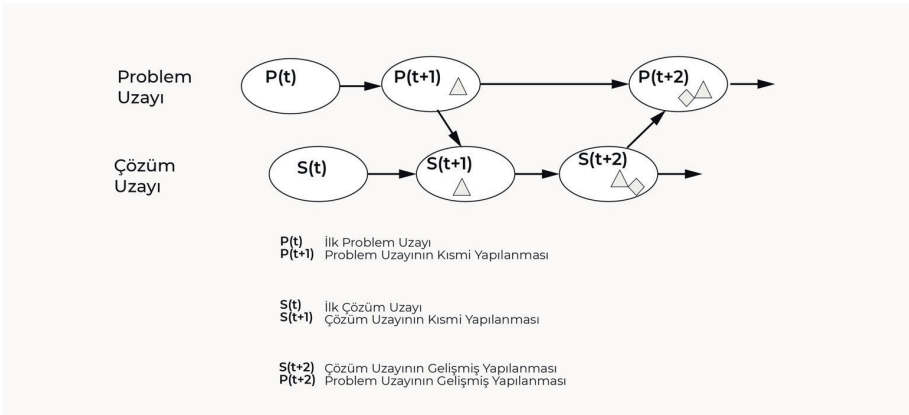 Problem
Uzayı
P(t)
P(t+1)
P(t+2)
Çözüm
Uzayı
S(t)
S(t+1)
S(t+2)
P(t) İlk Problem Uzayı
P(t+1) Problem Uzayının Kısmi Yapılanması
S(t) İlk Çözüm Uzayı
S(t+1) Çözüm Uzayının Kısmi Yapılanması
S(t+2) Çözüm Uzayının Gelişmiş Yapılanması
P(t+2) Problem Uzayının Gelişmiş Yapılanması